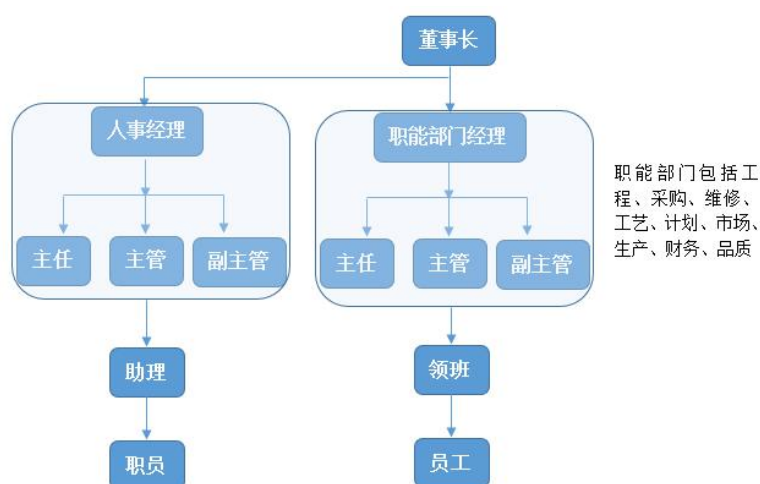 董事长
人事经理
职能部门经理
职能部门包括工
程、采购、维修、
工艺、计划、市场、
生产、财务、品质
主任
主管
副主管
主任
主管
副主管
助理
领班
职员
员工